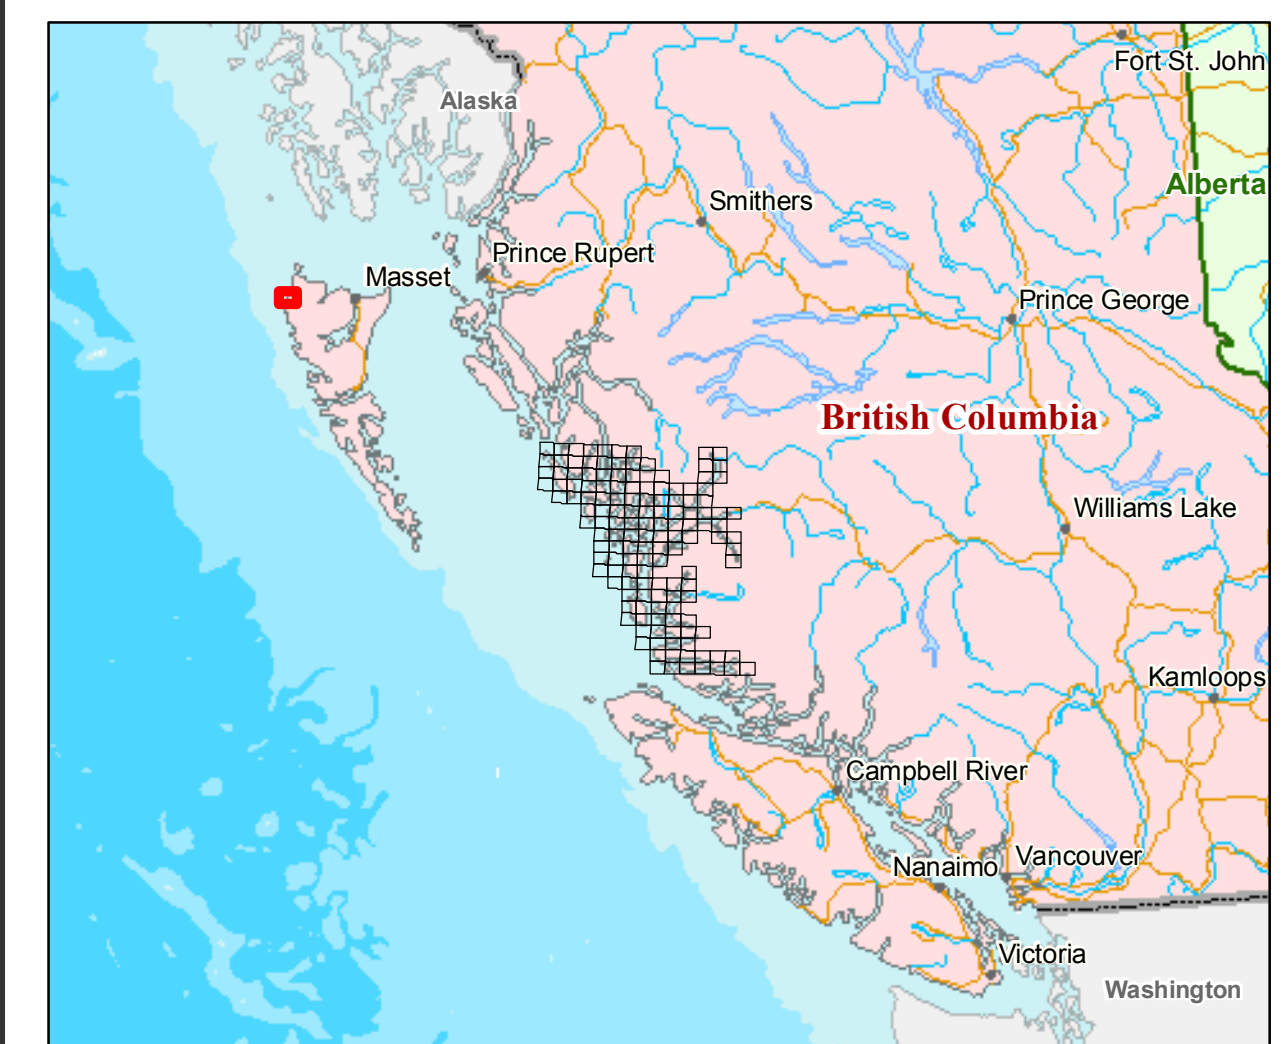 Fort St. John
Alaska
Alberta
Smithers
Prince Rupert
Masset
Prince George
British Columbia
Williams Lake
Kamloops
Campbell River
Vancouver
Nanaimo
Victoria
Washington